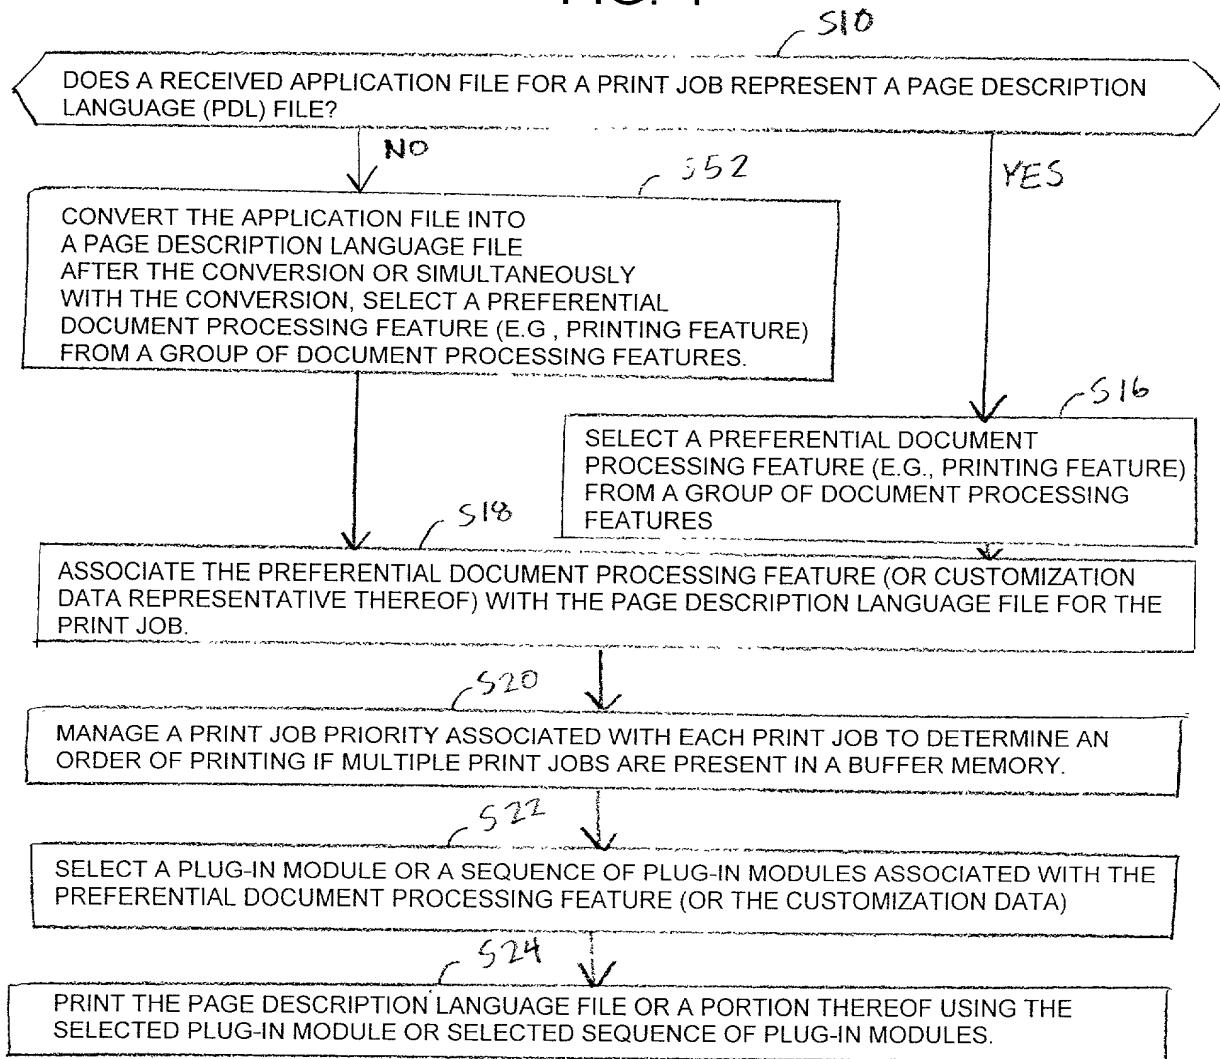 S10
DOES A RECEIVED APPLICATION FILE FOR A PRINT JOB REPRESENT A PAGE DESCRIPTION
LANGUAGE (PDL) FILE?
NO
YES
S52
CONVERT THE APPLICATION FILE INTO
A PAGE DESCRIPTION LANGUAGE FILE
AFTER THE CONVERSION OR SIMULTANEOUSLY
WITH THE CONVERSION, SELECT A PREFERENTIAL
DOCUMENT PROCESSING FEATURE (E.G , PRINTING FEATURE)
FROM A GROUP OF DOCUMENT PROCESSING FEATURES.
S16
SELECT A PREFERENTIAL DOCUMENT
PROCESSING FEATURE (E.G., PRINTING FEATURE)
FROM A GROUP OF DOCUMENT PROCESSING
FEATURES
S18
ASSOCIATE THE PREFERENTIAL DOCUMENT PROCESSING FEATURE (OR CUSTOMIZATION
DATA REPRESENTATIVE THEREOF) WITH THE PAGE DESCRIPTION LANGUAGE FILE FOR THE
PRINT JOB.
S20
MANAGE A PRINT JOB PRIORITY ASSOCIATED WITH EACH PRINT JOB TO DETERMINE AN
ORDER OF PRINTING IF MULTIPLE PRINT JOBS ARE PRESENT IN A BUFFER MEMORY.
S22
SELECT A PLUG-IN MODULE OR A SEQUENCE OF PLUG-IN MODULES ASSOCIATED WITH THE
PREFERENTIAL DOCUMENT PROCESSING FEATURE (OR THE CUSTOMIZATION DATA)
S24
PRINT THE PAGE DESCRIPTION LANGUAGE FILE OR A PORTION THEREOF USING THE
SELECTED PLUG-IN MODULE OR SELECTED SEQUENCE OF PLUG-IN MODULES.